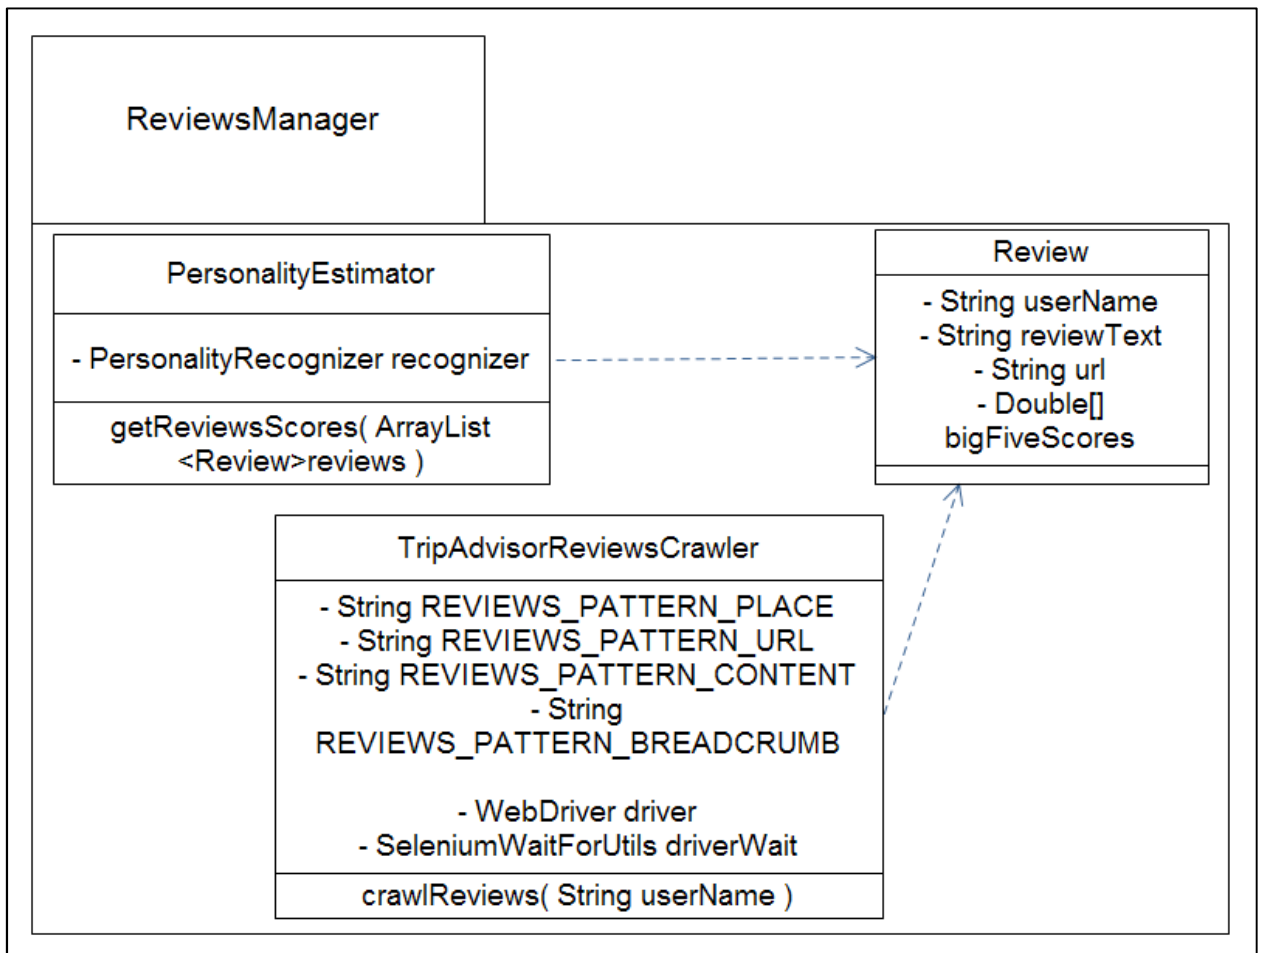 ReviewsManager
PersonalityEstimator
- PersonalityRecognizer recognizer
getReviewsScores( ArrayList
<Review>reviews )
Review
- String userName
- String reviewText
- String url
- Double[]
bigFiveScores
TripAdvisorReviewsCrawler
- String REVIEWS_PATTERN_PLACE
- String REVIEWS_PATTERN_URL
- String REVIEWS_PATTERN_CONTENT
- String
REVIEWS_PATTERN_BREADCRUMB
- WebDriver driver
- SeleniumWaitForUtils driverWait
crawlReviews( String userName )